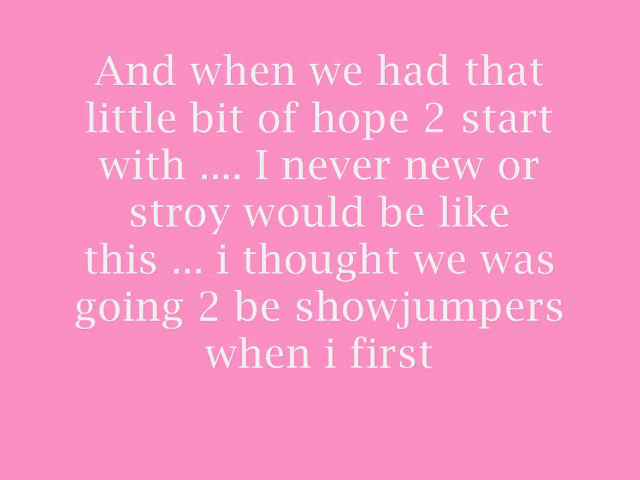 And when we had that
little bit of hope 2 start
with .... I never new or
stroy would be like
this ... i thought we was
going 2 be showjumpers
when i first